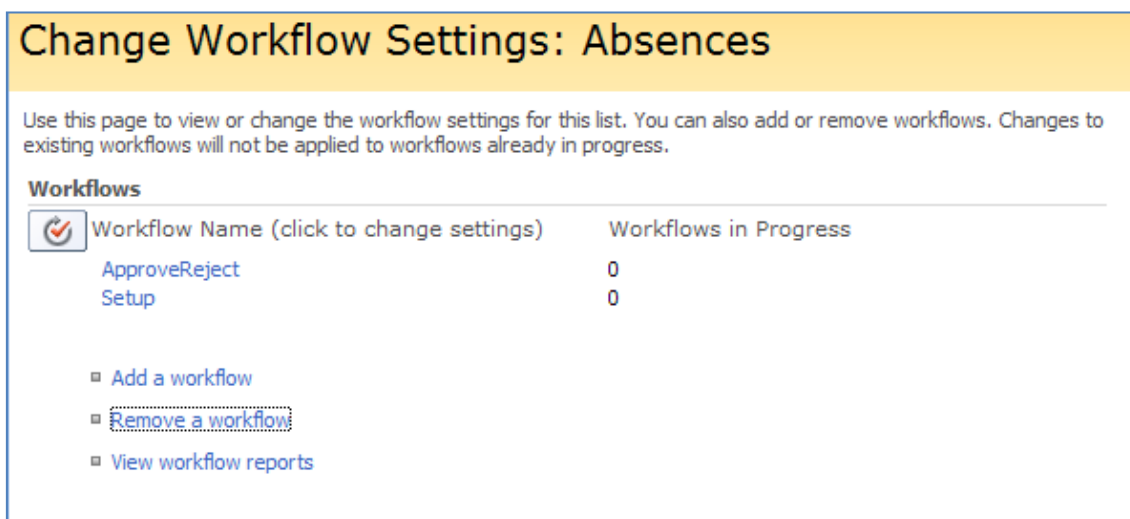 Change Workflow Settings: Absences
Use this page to view or change the workflow settings for this list. You can also add or remove workflows. Changes to
existing workflows will not be applied to workflows already in progress.
Workflows
Workflow Name (click to change settings) Workflows in Progress
ApproveReject 0
Setup 0
Add a workflow
Remove a workflow
View workflow reports